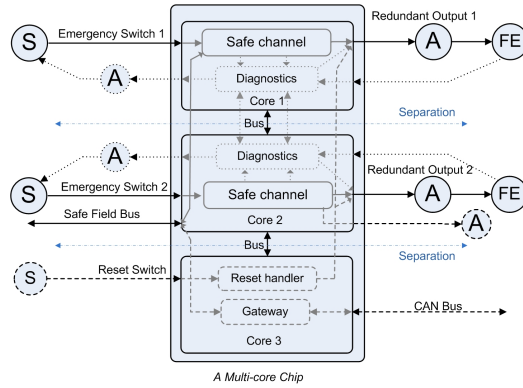 Emergency Switch 1
Redundant Output 1
S
Safe channel
A
FE
A
Diagnostics
Core 1
Bus
Separation
A
Diagnostics
Redundant Output 2
S
Emergency Switch 2
Safe channel
A
FE
Safe Field Bus
Core 2
A
Bus
Separation
S
Reset Switch
Reset handler
Gateway
CAN Bus
Core 3
A Multi-core Chip